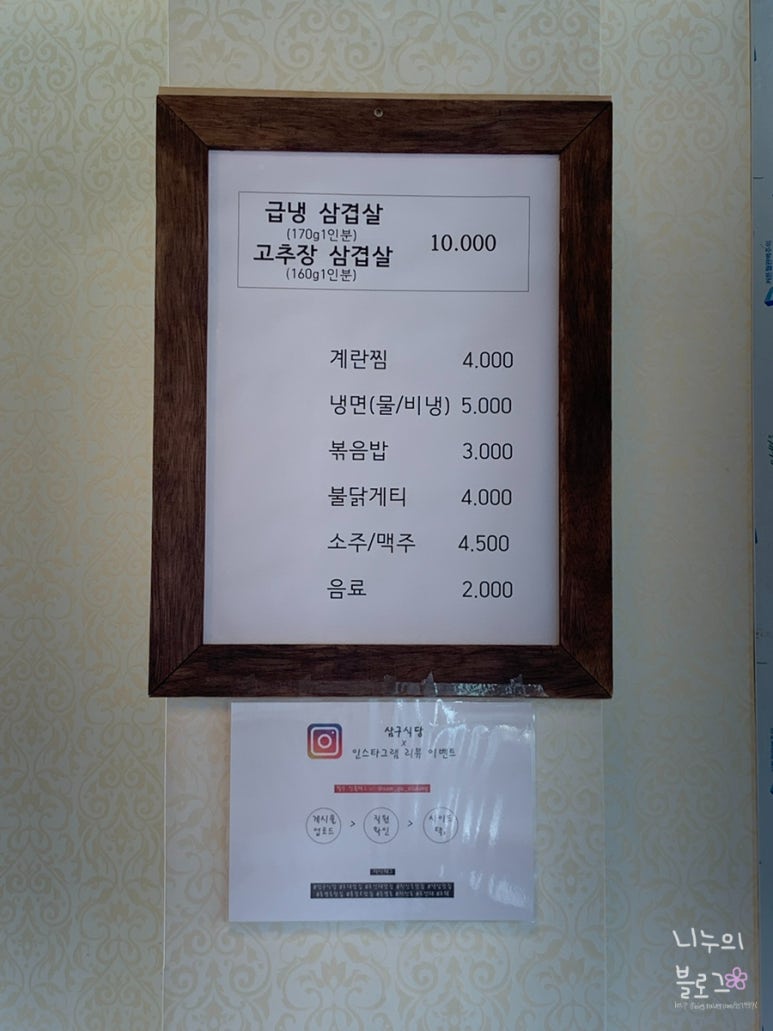 급냉 삼겹살
(170g1인분)
고추장 삼겹살
(160g1인분)
10.000
계란찜 4.000
냉면(물/비냉) 5.000
볶음밥 3.000
불닭게티 4.000
소주/맥주 4.500
음료 2.000
삼구식당
x
인스타그램 리뷰 이벤트
게시물
업로드
>
직원
확인
>
사이드
택1
니누의
블로그